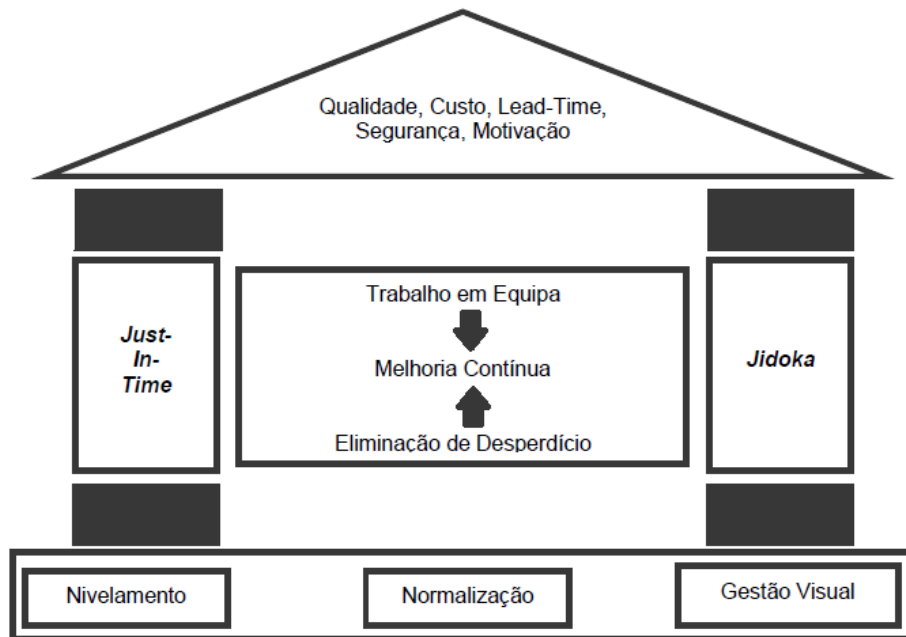 Qualidade, Custo, Lead-Time,
Segurança, Motivação
Just-
In-
Time
Trabalho em Equipa
Melhoria Contínua
Eliminação de Desperdício
Jidoka
Nivelamento
Normalização
Gestão Visual